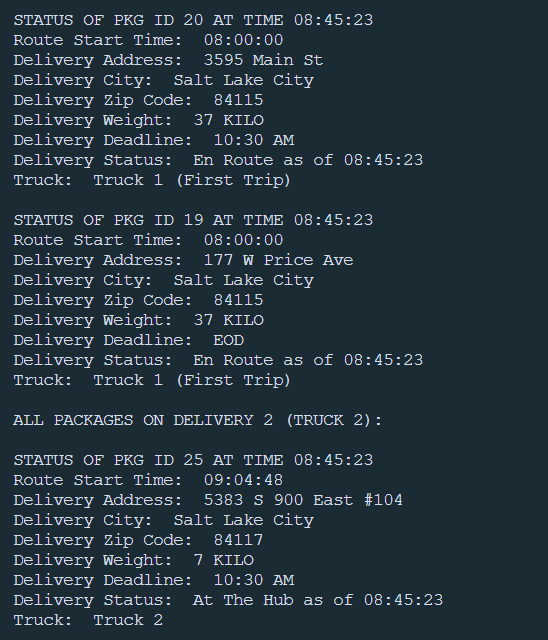 STATUS OF PKG ID 20 AT TIME 08:45:23
Route Start Time:  08:00:00
Delivery Address:  3595 Main St
Delivery City:  Salt Lake City
Delivery Zip Code:  84115
Delivery Weight:  37 KILO
Delivery Deadline:  10:30 AM
Delivery Status:  En Route as of 08:45:23
Truck:  Truck 1 (First Trip)

STATUS OF PKG ID 19 AT TIME 08:45:23
Route Start Time:  08:00:00
Delivery Address:  177 W Price Ave
Delivery City:  Salt Lake City
Delivery Zip Code:  84115
Delivery Weight:  37 KILO
Delivery Deadline:  EOD
Delivery Status:  En Route as of 08:45:23
Truck:  Truck 1 (First Trip)

ALL PACKAGES ON DELIVERY 2 (TRUCK 2):

STATUS OF PKG ID 25 AT TIME 08:45:23
Route Start Time:  09:04:48
Delivery Address:  5383 S 900 East #104
Delivery City:  Salt Lake City
Delivery Zip Code:  84117
Delivery Weight:  7 KILO
Delivery Deadline:  10:30 AM
Delivery Status:  At The Hub as of 08:45:23
Truck:  Truck 2